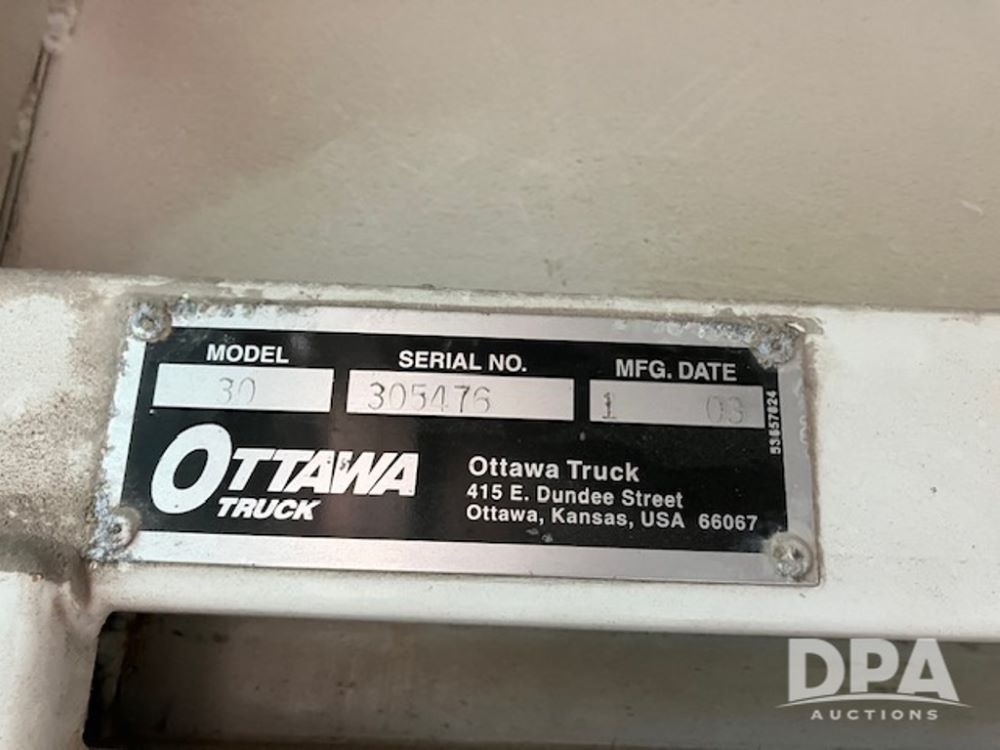 MODEL SERIAL NO. MFG. DATE
30 305476 1 03
53657824
OTTAWA
TRUCK
Ottawa Truck
415 E. Dundee Street
Ottawa, Kansas, USA 66067
DPA
AUCTIONS